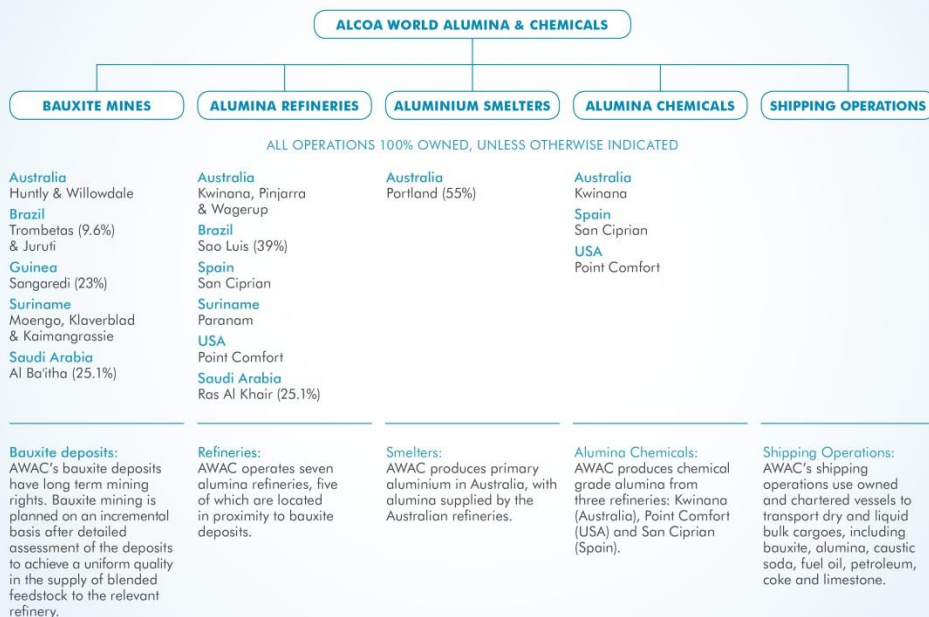 ALCOA WORLD ALUMINA & CHEMICALS
BAUXITE MINES
ALUMINA REFINERIES
ALUMINIUM SMELTERS
ALUMINA CHEMICALS
SHIPPING OPERATIONS
ALL OPERATIONS 100% OWNED, UNLESS OTHERWISE INDICATED
Australia
Huntly & Willowdale
Brazil
Trombetas (9.6%)
& Juruti
Guinea
Sangaredi (23%)
Suriname
Moengo, Klaverblad
& Kaimangrassie
Saudi Arabia
Al Ba'itha (25.1%)
Australia
Kwinana, Pinjarra
& Wagerup
Brazil
Sao Luis (39%)
Spain
San Ciprian
Suriname
Paranam
USA
Point Comfort
Saudi Arabia
Ras Al Khair (25.1%)
Australia
Portland (55%)
Australia
Kwinana
Spain
San Ciprian
USA
Point Comfort
Bauxite deposits:
AWAC's bauxite deposits
have long term mining
rights. Bauxite mining is
planned on an incremental
basis after detailed
assessment of the deposits
to achieve a uniform quality
in the supply of blended
feedstock to the relevant
refinery.
Refineries:
AWAC operates seven
alumina refineries, five
of which are located
in proximity to bauxite
deposits.
Smelters:
AWAC produces primary
aluminium in Australia, with
alumina supplied by the
Australian refineries.
Alumina Chemicals:
AWAC produces chemical
grade alumina from
three refineries: Kwinana
(Australia), Point Comfort
(USA) and San Ciprian
(Spain).
Shipping Operations:
AWAC's shipping
operations use owned
and chartered vessels to
transport dry and liquid
bulk cargoes, including
bauxite, alumina, caustic
soda, fuel oil, petroleum,
coke and limestone.